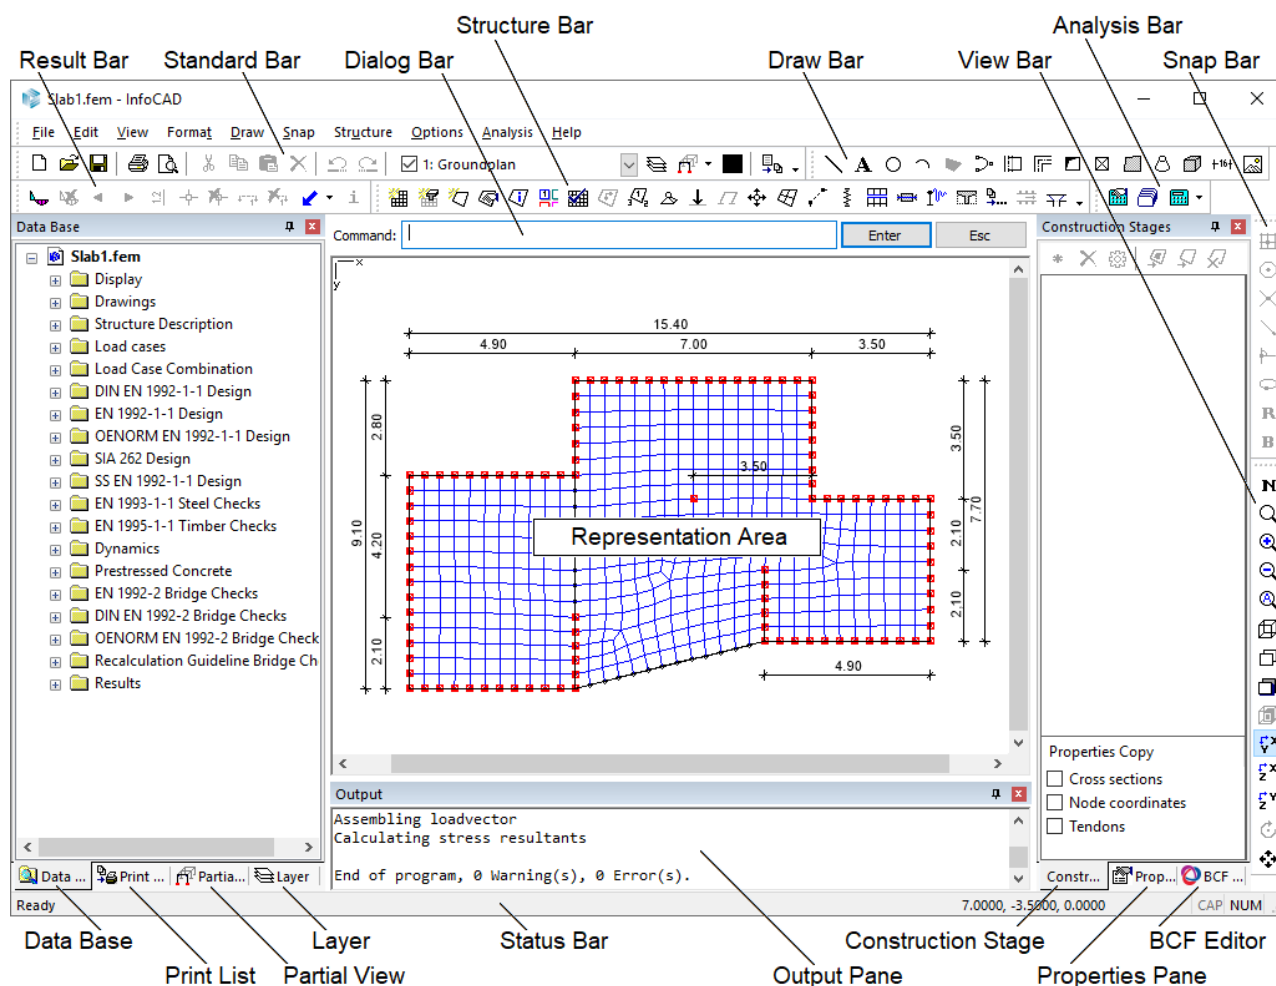 Structure Bar
Analysis Bar
Result Bar
Standard Bar
Dialog Bar
Draw Bar
View Bar
Snap Bar
Slab1.fem - InfoCAD
File Edit View Format Draw Snap Structure Options Analysis Help
1: Groundplan
Data Base
Command:
Enter
Esc
Construction Stages
Slab1.fem
Display
Drawings
Structure Description
Load cases
Load Case Combination
DIN EN 1992-1-1 Design
EN 1992-1-1 Design
OENORM EN 1992-1-1 Design
SIA 262 Design
SS EN 1992-1-1 Design
EN 1993-1-1 Steel Checks
EN 1995-1-1 Timber Checks
Dynamics
Prestressed Concrete
EN 1992-2 Bridge Checks
DIN EN 1992-2 Bridge Checks
OENORM EN 1992-2 Bridge Check
Recalculation Guideline Bridge Ch
Results
x
y
15.40
4.90
7.00
3.50
2.80
9.10
4.20
2.10
3.50
3.50
7.70
2.10
2.10
4.90
Representation Area
R
B
N
X
Y
X
Z
Y
Z
Properties Copy
Cross sections
Node coordinates
Tendons
Output
Assembling loadvector
Calculating stress resultants
End of program, 0 Warning(s), 0 Error(s).
Data ...
Print ...
Partia...
Layer
Constr...
Prop...
BCF ...
Ready
7.0000, -3.5000, 0.0000
CAP NUM
Data Base
Layer
Status Bar
Construction Stage
BCF Editor
Print List
Partial View
Output Pane
Properties Pane